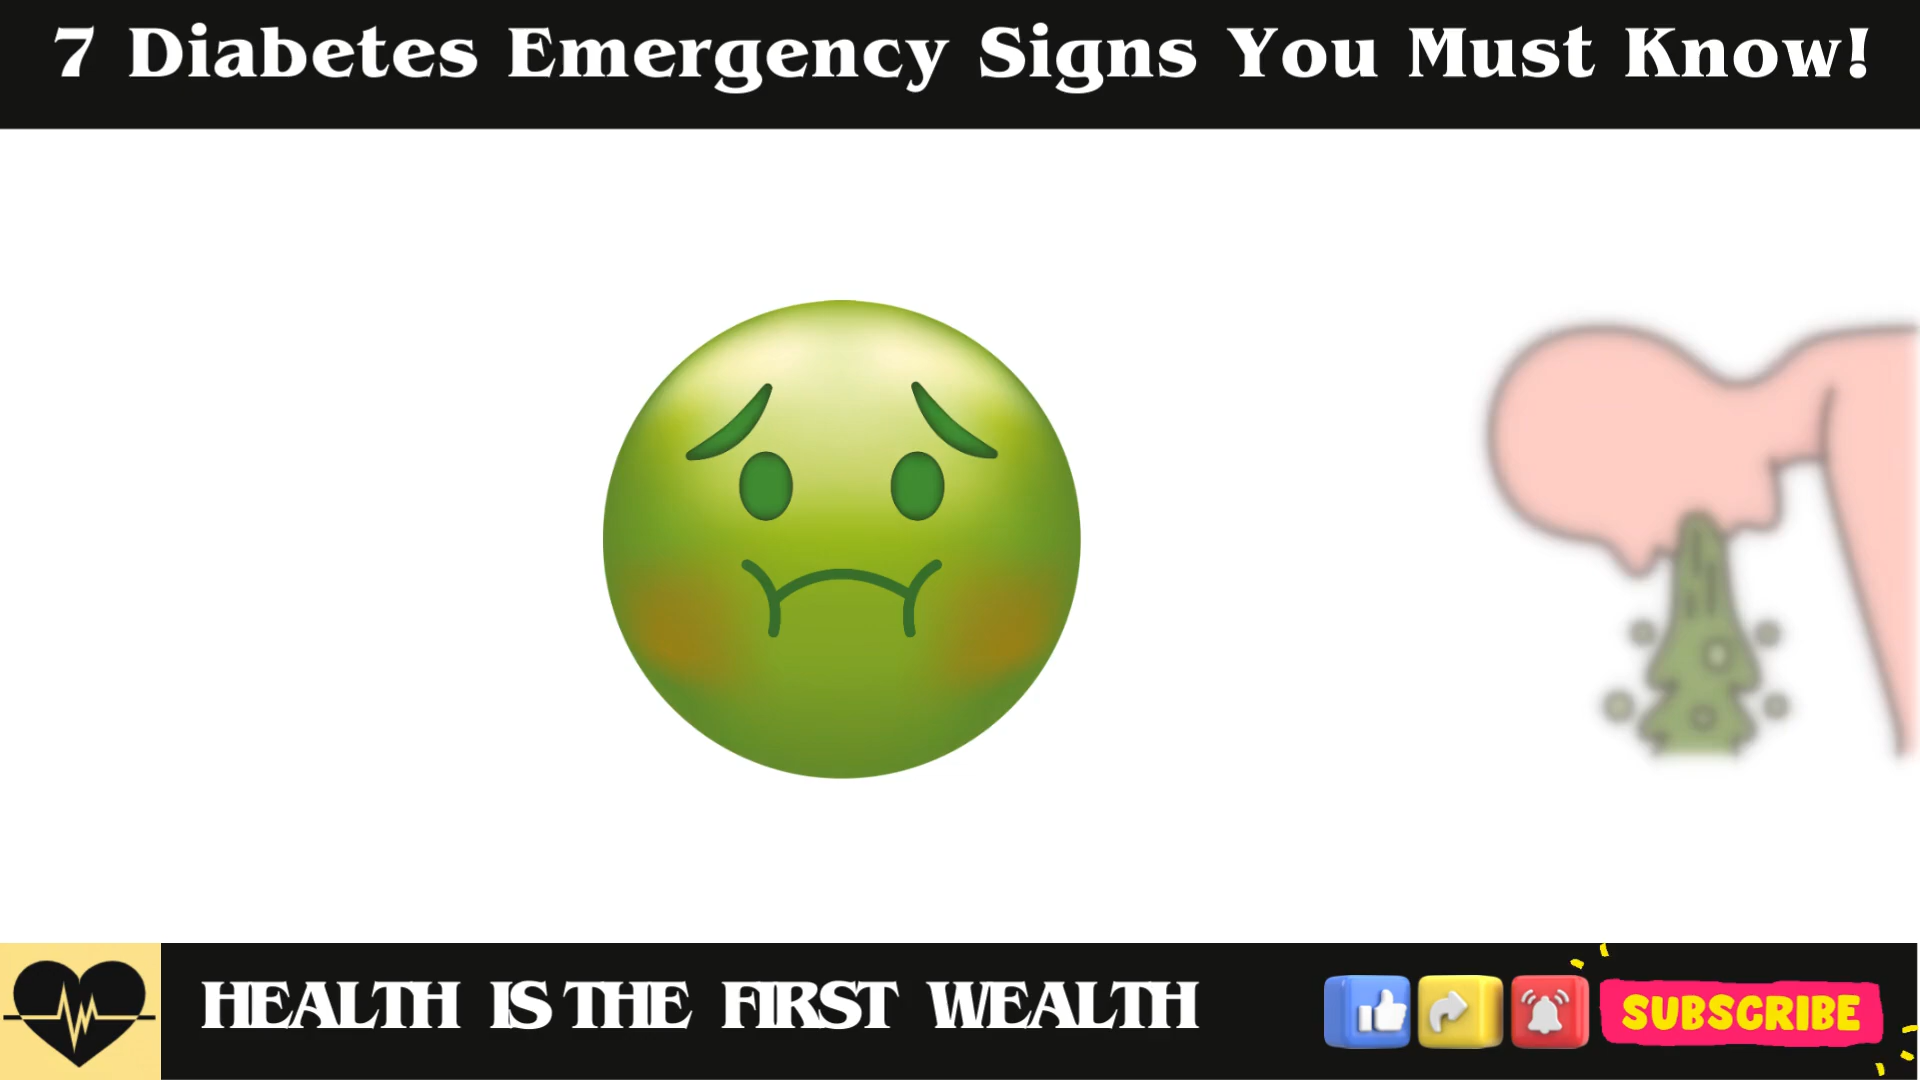 7 Diabetes Emergency Signs You Must Know!
HEALTH IS THE FIRST WEALTH
SUBSCRIBE